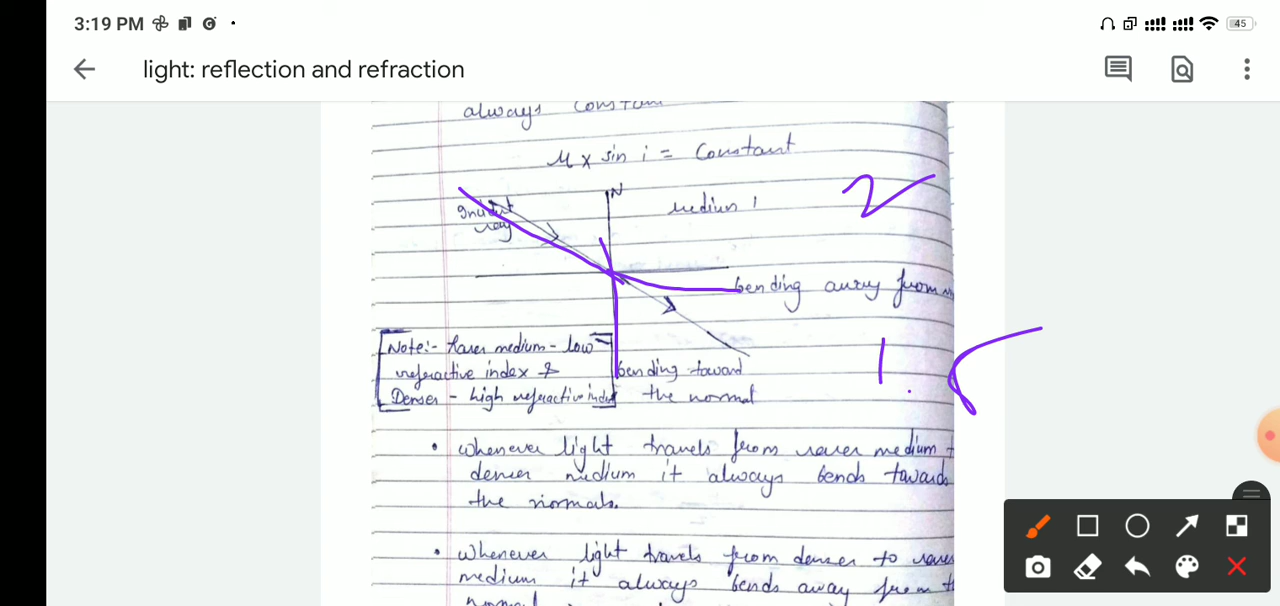 3:19 PM
45
light: reflection and refraction
always constant
μ x sin i = Constant
N
Incident
ray
medium 1
2
bending away from
Note:- Rarer medium - low
refractive index &
Denser - high refractive index
bending toward
the normal
1.5
• whenever light travels from rarer medium t
denser medium it always bends towards
the normals.
• Whenever light travels from denser to rarer
medium it always bends away from t
normal